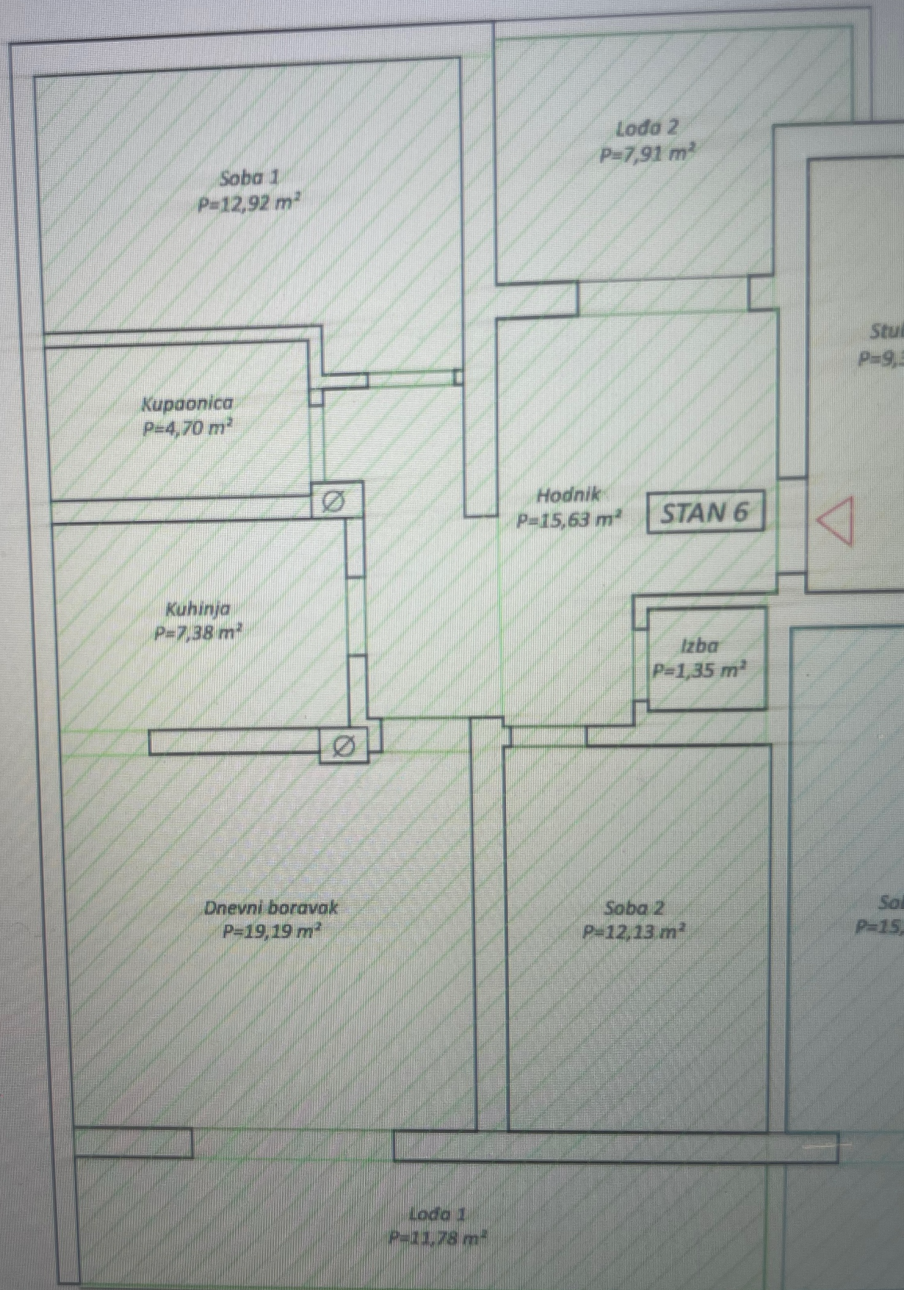 Soba 1
P=12,92 m²
Lođa 2
P=7,91 m²
Kupaonica
P=4,70 m²
Hodnik
P=15,63 m²
STAN 6
Kuhinja
P=7,38 m²
Izba
P=1,35 m²
Dnevni boravak
P=19,19 m²
Soba 2
P=12,13 m²
Lođa 1
P=11,78 m²